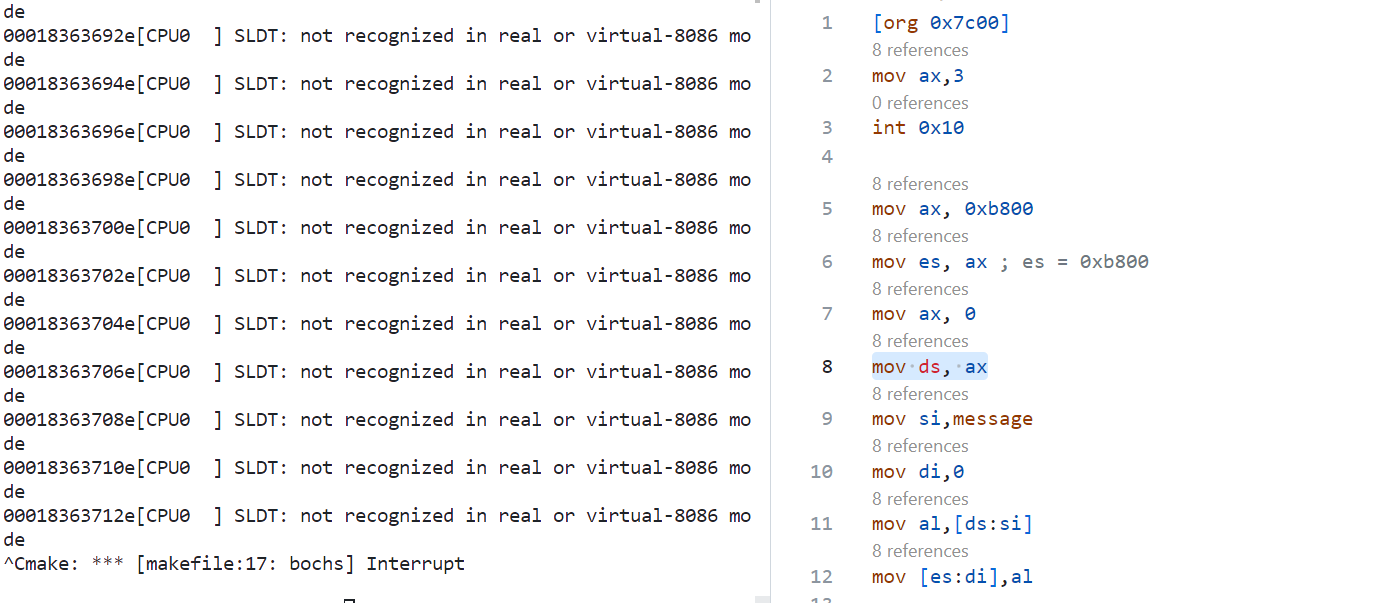 de
00018363692e[CPU0  ] SLDT: not recognized in real or virtual-8086 mo
de
00018363694e[CPU0  ] SLDT: not recognized in real or virtual-8086 mo
de
00018363696e[CPU0  ] SLDT: not recognized in real or virtual-8086 mo
de
00018363698e[CPU0  ] SLDT: not recognized in real or virtual-8086 mo
de
00018363700e[CPU0  ] SLDT: not recognized in real or virtual-8086 mo
de
00018363702e[CPU0  ] SLDT: not recognized in real or virtual-8086 mo
de
00018363704e[CPU0  ] SLDT: not recognized in real or virtual-8086 mo
de
00018363706e[CPU0  ] SLDT: not recognized in real or virtual-8086 mo
de
00018363708e[CPU0  ] SLDT: not recognized in real or virtual-8086 mo
de
00018363710e[CPU0  ] SLDT: not recognized in real or virtual-8086 mo
de
00018363712e[CPU0  ] SLDT: not recognized in real or virtual-8086 mo
de
^Cmake: *** [makefile:17: bochs] Interrupt
1 [org 0x7c00]
8 references
2 mov ax,3
0 references
3 int 0x10
4
8 references
5 mov ax, 0xb800
8 references
6 mov es, ax ; es = 0xb800
8 references
7 mov ax, 0
8 references
8 mov ds, ax
8 references
9 mov si,message
8 references
10 mov di,0
8 references
11 mov al,[ds:si]
8 references
12 mov [es:di],al
13